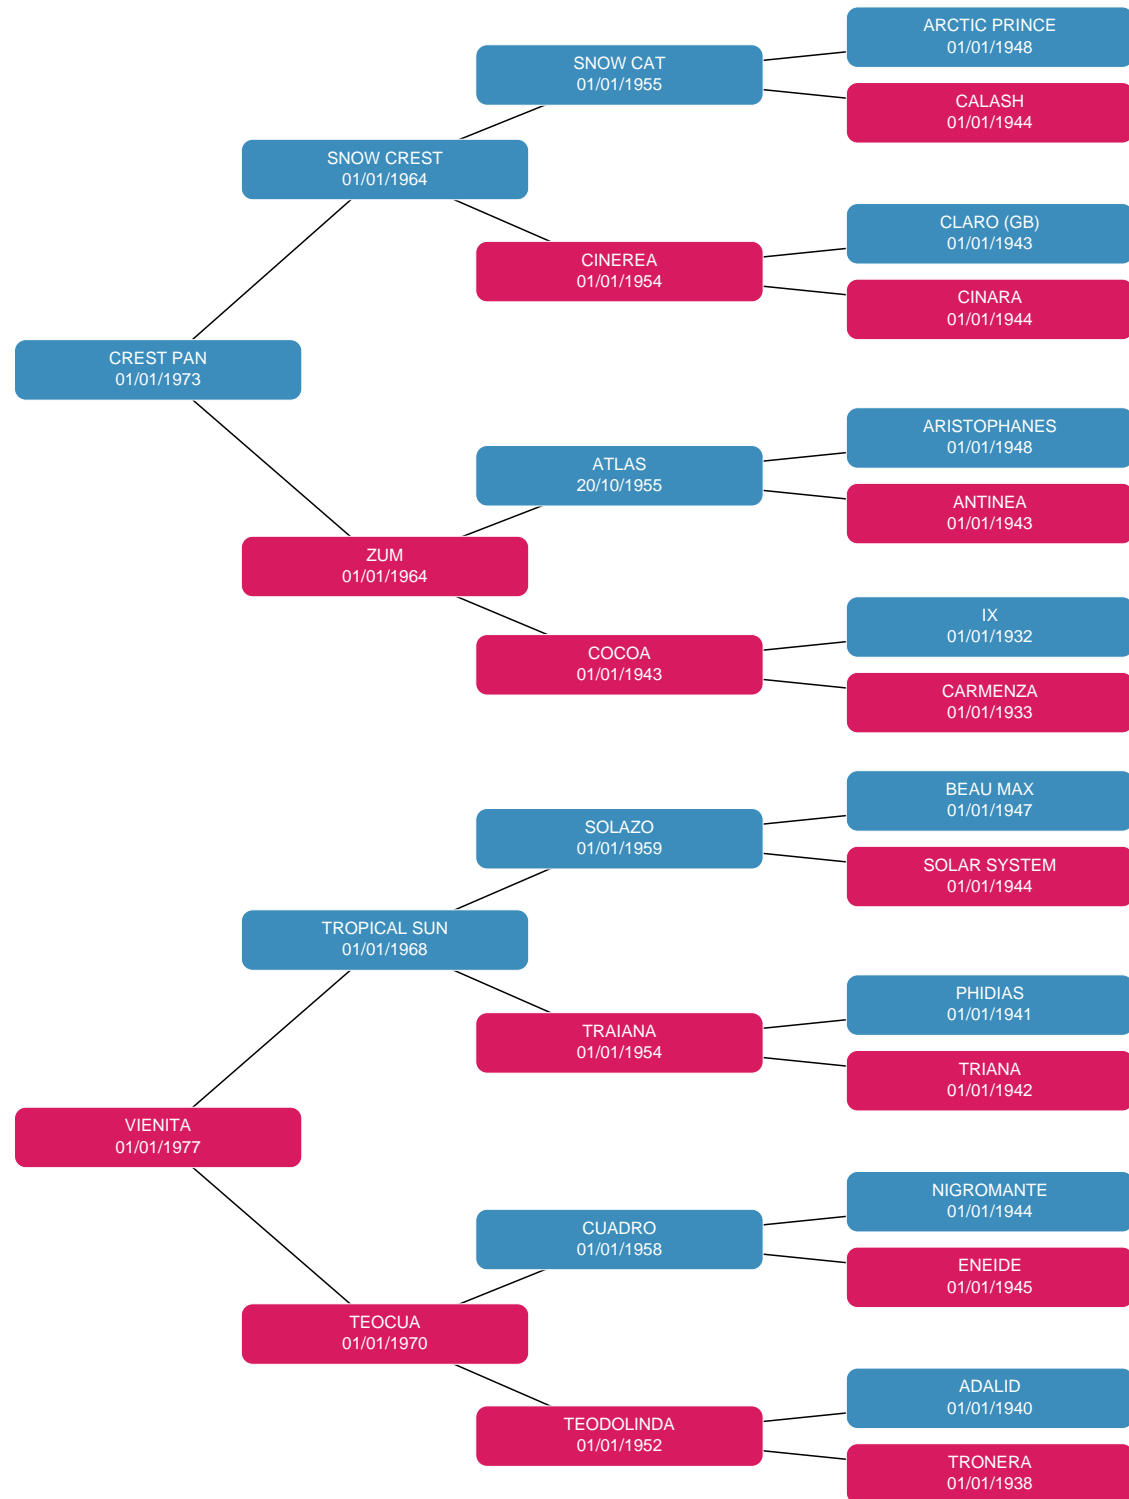 ARCTIC PRINCE
01/01/1948
SNOW CAT
01/01/1955
CALASH
01/01/1944
SNOW CREST
01/01/1964
CLARO (GB)
01/01/1943
CINEREA
01/01/1954
CINARA
01/01/1944
CREST PAN
01/01/1973
ARISTOPHANES
01/01/1948
ATLAS
20/10/1955
ANTINEA
01/01/1943
ZUM
01/01/1964
IX
01/01/1932
COCOA
01/01/1943
CARMENZA
01/01/1933
BEAU MAX
01/01/1947
SOLAZO
01/01/1959
SOLAR SYSTEM
01/01/1944
TROPICAL SUN
01/01/1968
PHIDIAS
01/01/1941
TRAIANA
01/01/1954
TRIANA
01/01/1942
VIENITA
01/01/1977
NIGROMANTE
01/01/1944
CUADRO
01/01/1958
ENEIDE
01/01/1945
TEOCUA
01/01/1970
ADALID
01/01/1940
TEODOLINDA
01/01/1952
TRONERA
01/01/1938